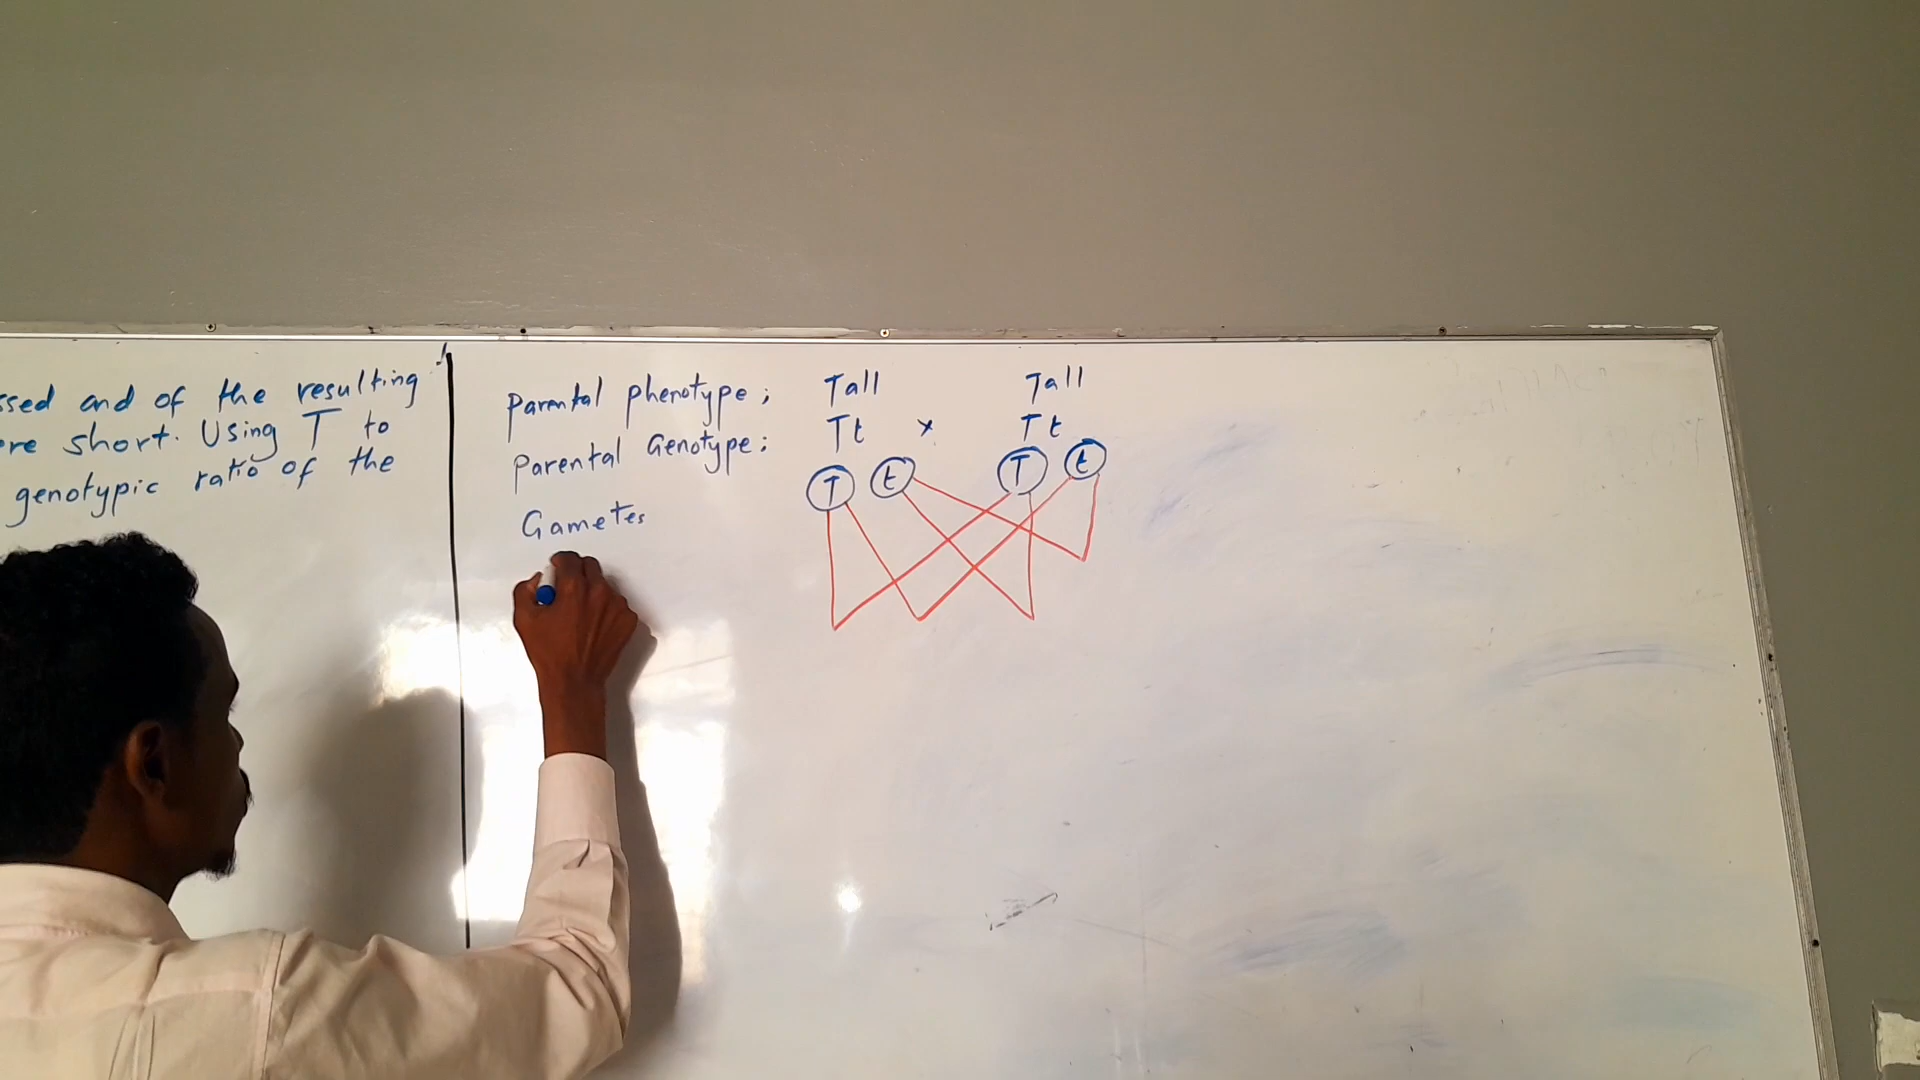 ssed and of the resulting
ere short. Using T to
genotypic ratio of the
Parental phenotype; Tall Tall
Parental Genotype: Tt x Tt
Gametes T t T t